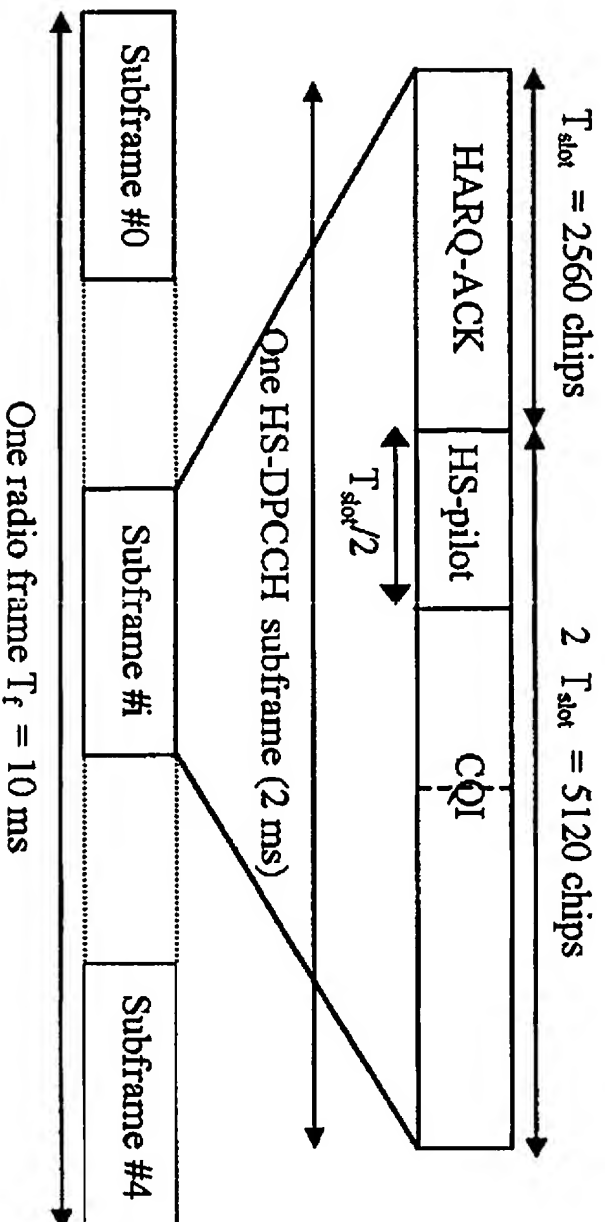 T_slot = 2560 chips
2 T_slot = 5120 chips
HARQ-ACK
HS-pilot
CQI
T_slot/2
One HS-DPCCH subframe (2 ms)
Subframe #0
Subframe #i
Subframe #4
One radio frame T_f = 10 ms